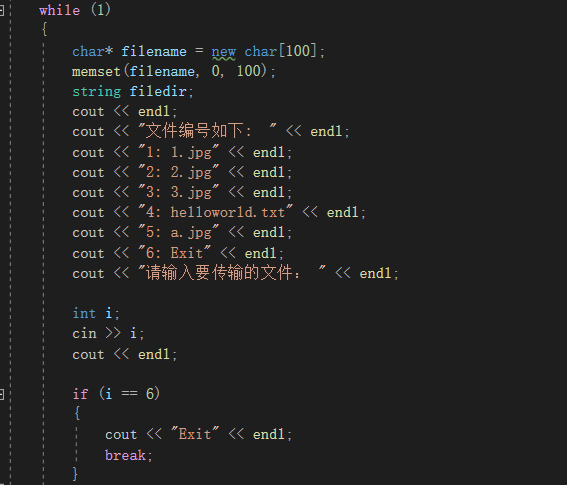 while (1)
{
char* filename = new char[100];
memset(filename, 0, 100);
string filedir;
cout << endl;
cout << "文件编号如下： " << endl;
cout << "1: 1.jpg" << endl;
cout << "2: 2.jpg" << endl;
cout << "3: 3.jpg" << endl;
cout << "4: helloworld.txt" << endl;
cout << "5: a.jpg" << endl;
cout << "6: Exit" << endl;
cout << "请输入要传输的文件： " << endl;
int i;
cin >> i;
cout << endl;
if (i == 6)
{
cout << "Exit" << endl;
break;
}